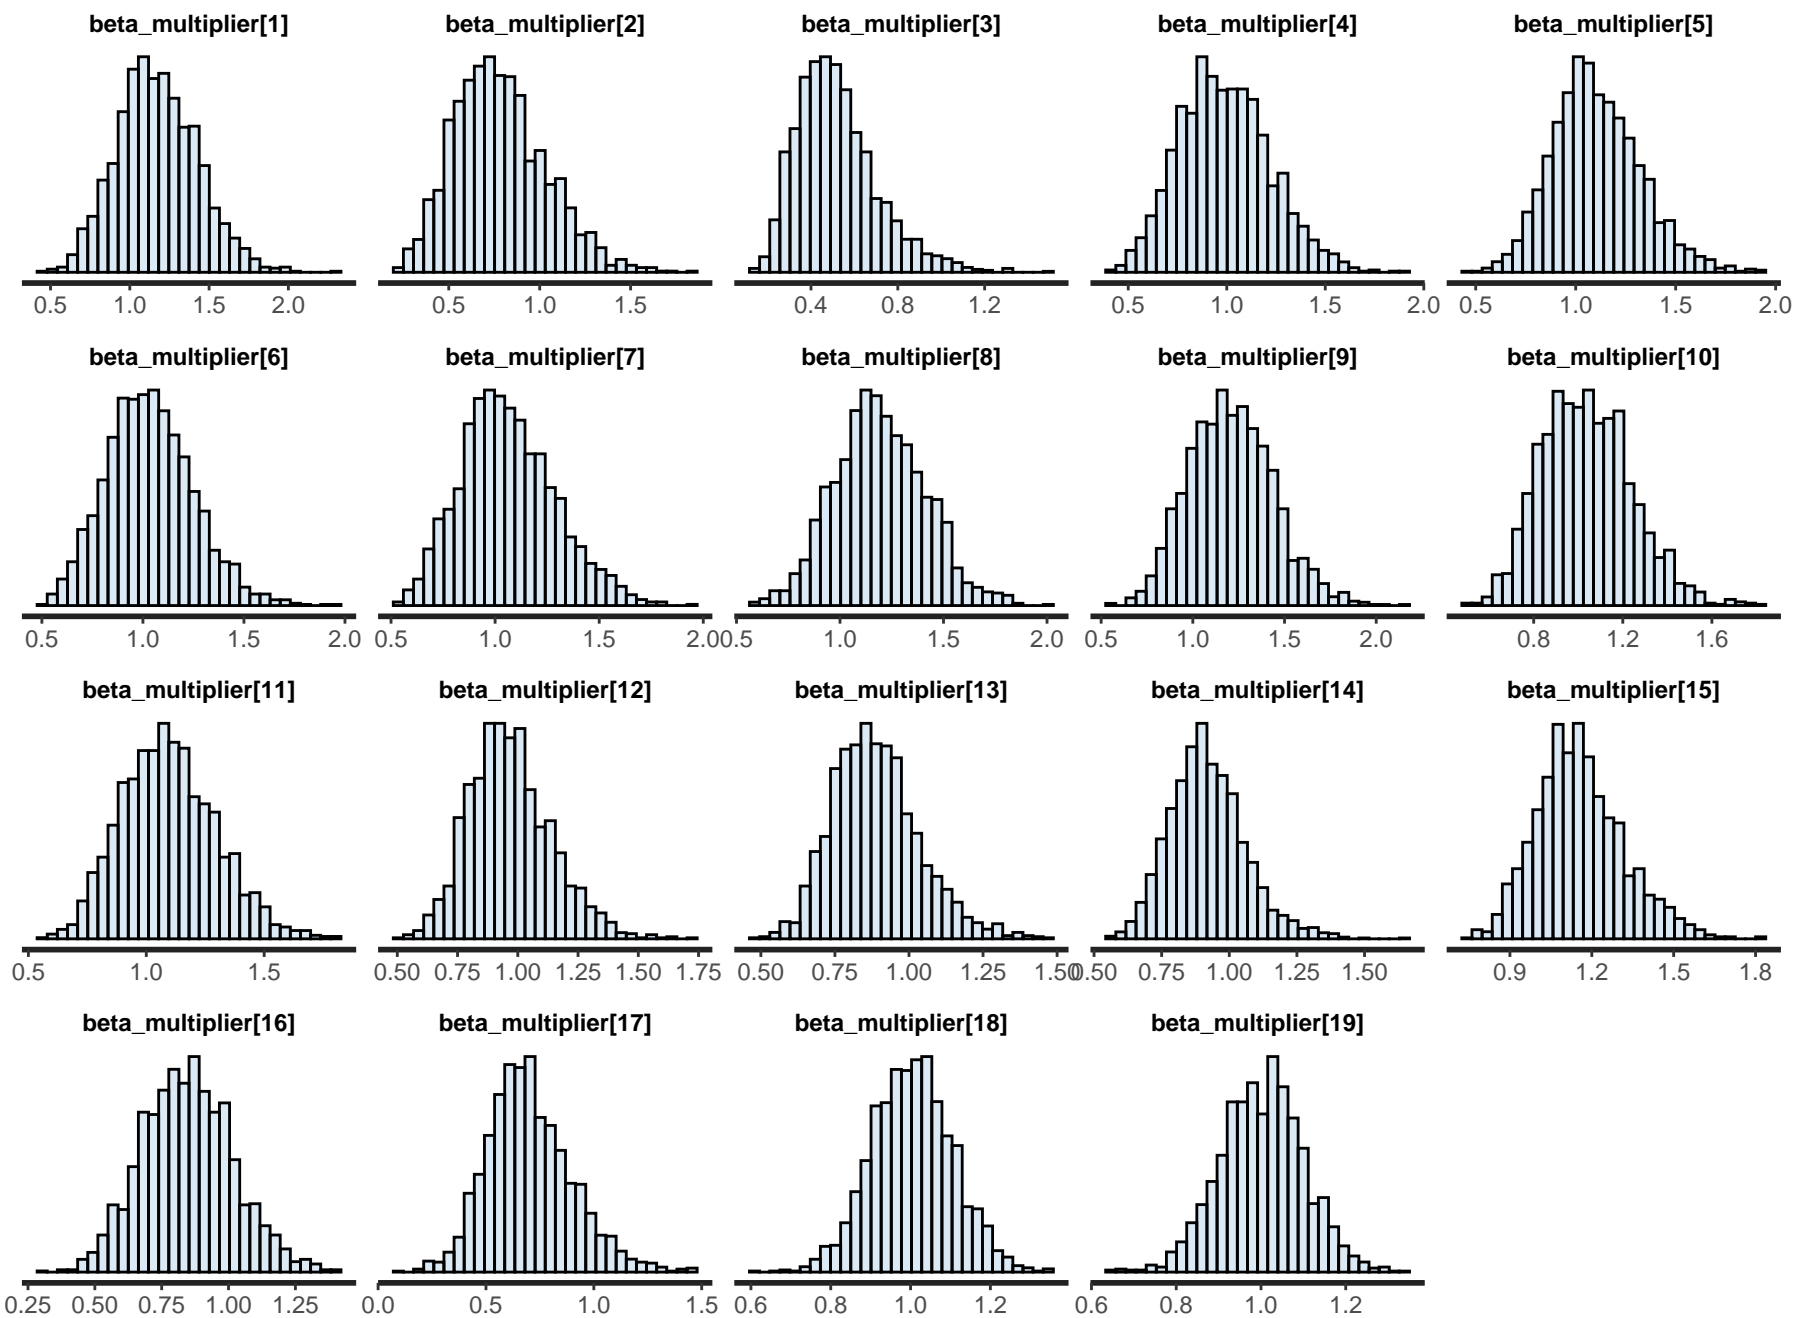 beta_multiplier[1] beta_multiplier[2] beta_multiplier[3] beta_multiplier[4] beta_multiplier[5]
0.5 1.0 1.5 2.0 0.5 1.0 1.5 0.4 0.8 1.2 0.5 1.0 1.5 2.0 0.5 1.0 1.5 2.0
beta_multiplier[6] beta_multiplier[7] beta_multiplier[8] beta_multiplier[9] beta_multiplier[10]
0.5 1.0 1.5 2.0 0.5 1.0 1.5 2.0 0.5 1.0 1.5 2.0 0.5 1.0 1.5 2.0 0.8 1.2 1.6
beta_multiplier[11] beta_multiplier[12] beta_multiplier[13] beta_multiplier[14] beta_multiplier[15]
0.5 1.0 1.5 0.50 0.75 1.00 1.25 1.50 1.75 0.50 0.75 1.00 1.25 1.50 0.50 0.75 1.00 1.25 1.50 0.9 1.2 1.5 1.8
beta_multiplier[16] beta_multiplier[17] beta_multiplier[18] beta_multiplier[19]
0.25 0.50 0.75 1.00 1.25 0.0 0.5 1.0 1.5 0.6 0.8 1.0 1.2 0.6 0.8 1.0 1.2